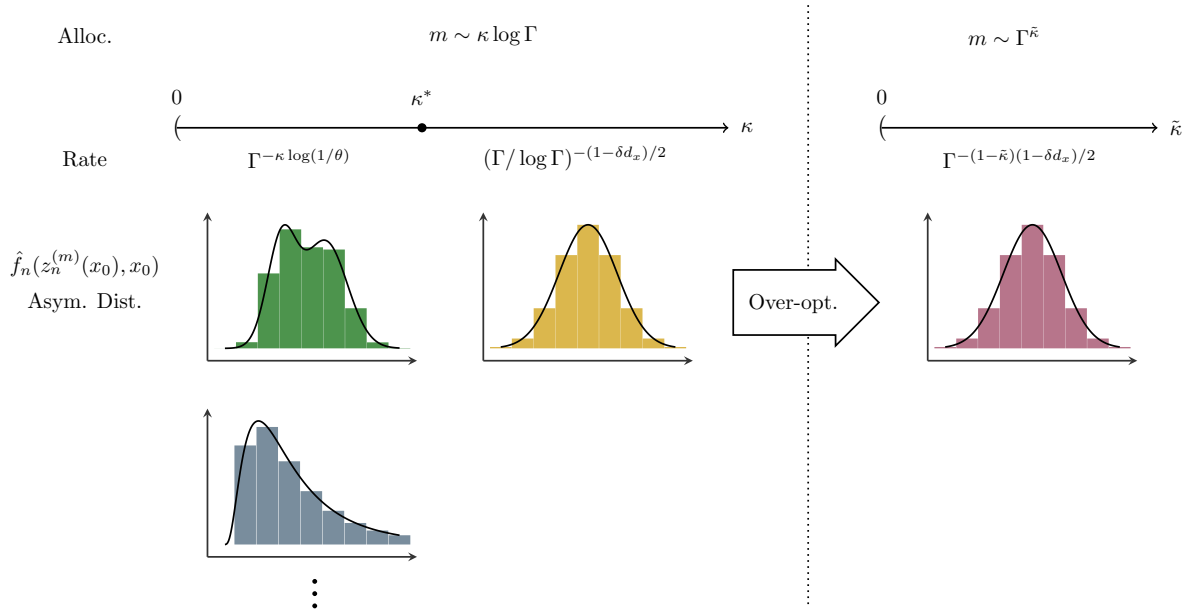 Alloc.
m ∼ κ log Γ
m ∼ Γ^{κ̃}
0
κ*
κ
0
κ̃
Rate
Γ^{−κ log(1/θ)}
(Γ/ log Γ)^{−(1−δd_x)/2}
Γ^{−(1−κ̃)(1−δd_x)/2}
f̂_n(z_n^{(m)}(x_0), x_0)
Asym. Dist.
Over-opt.